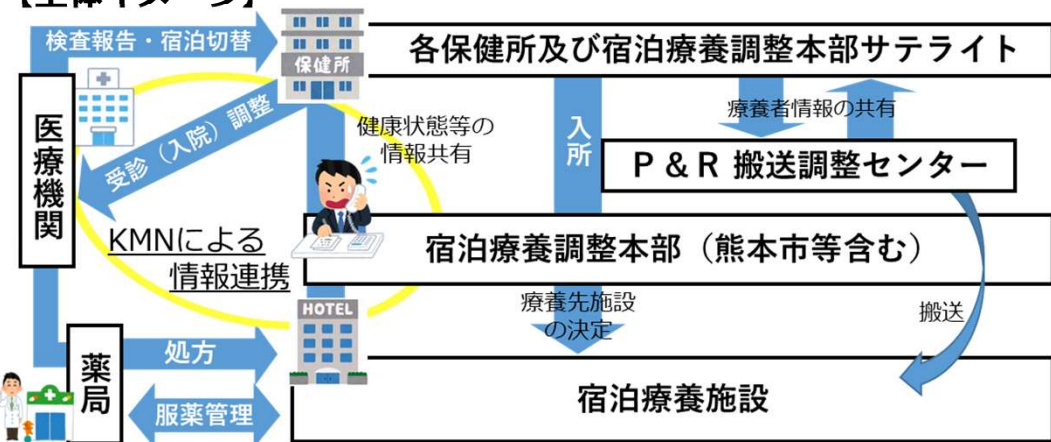 【全体イメージ】
検査報告・宿泊切替
保健所
各保健所及び宿泊療養調整本部サテライト
医療機関
受診（入院）調整
健康状態等の
情報共有
入所
療養者情報の共有
Ｐ＆Ｒ 搬送調整センター
KMNによる
情報連携
宿泊療養調整本部（熊本市等含む）
HOTEL
療養先施設
の決定
搬送
薬局
処方
服薬管理
宿泊療養施設